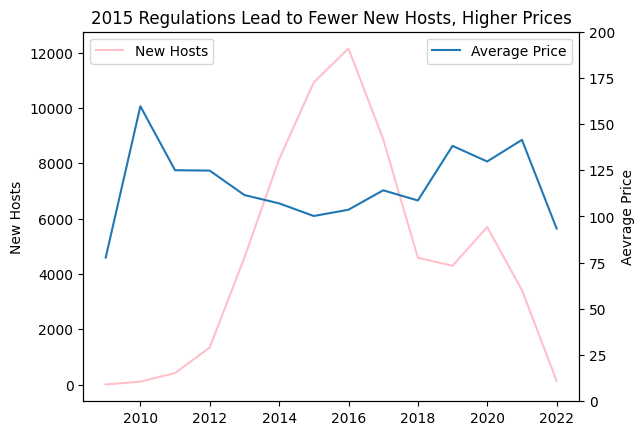 2015 Regulations Lead to Fewer New Hosts, Higher Prices
New Hosts
Average Price
12000
10000
8000
6000
4000
2000
0
New Hosts
200
175
150
125
100
75
50
25
0
Aevrage Price
2010 2012 2014 2016 2018 2020 2022